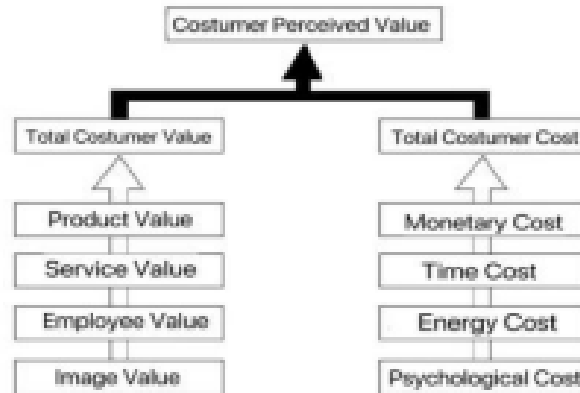 Costumer Perceived Value
Total Costumer Value
Total Costumer Cost
Product Value
Monetary Cost
Service Value
Time Cost
Employee Value
Energy Cost
Image Value
Psychological Cost